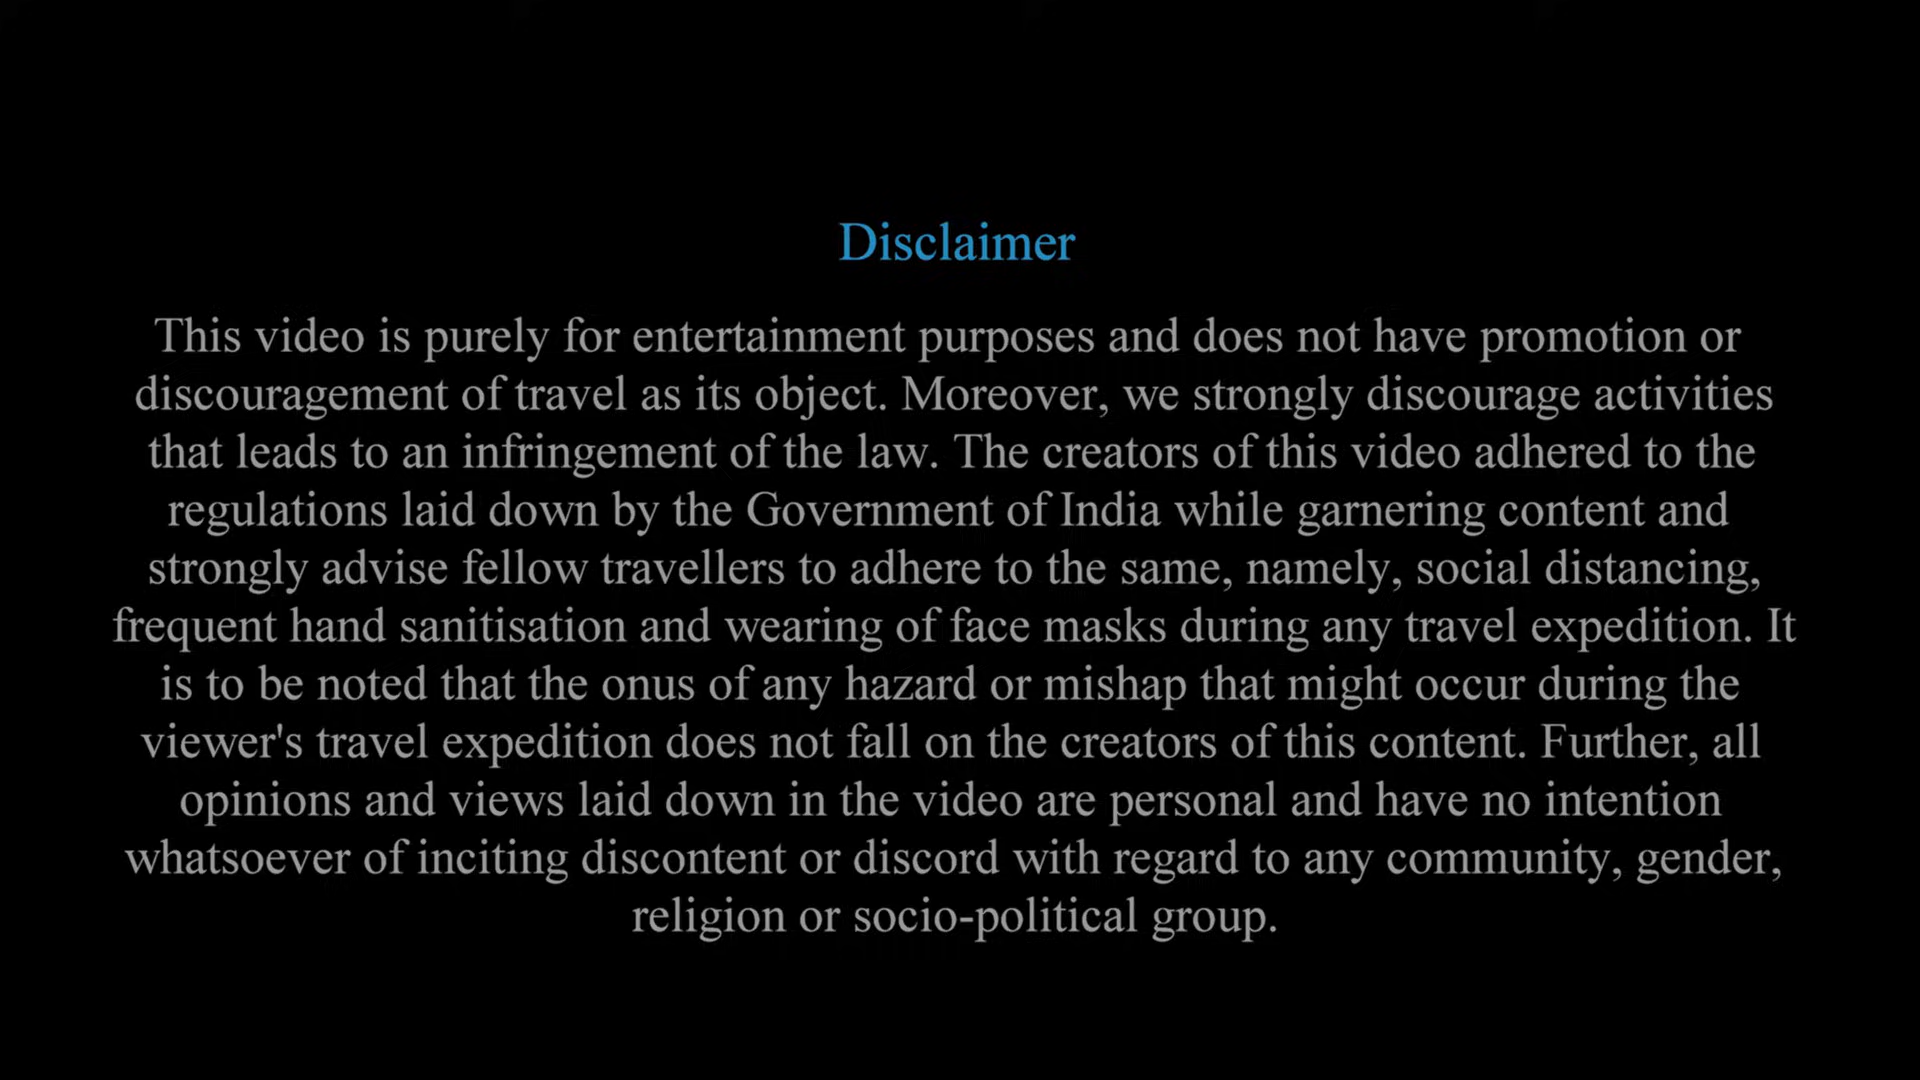 Disclaimer
This video is purely for entertainment purposes and does not have promotion or
discouragement of travel as its object. Moreover, we strongly discourage activities
that leads to an infringement of the law. The creators of this video adhered to the
regulations laid down by the Government of India while garnering content and
strongly advise fellow travellers to adhere to the same, namely, social distancing,
frequent hand sanitisation and wearing of face masks during any travel expedition. It
is to be noted that the onus of any hazard or mishap that might occur during the
viewer's travel expedition does not fall on the creators of this content. Further, all
opinions and views laid down in the video are personal and have no intention
whatsoever of inciting discontent or discord with regard to any community, gender,
religion or socio-political group.